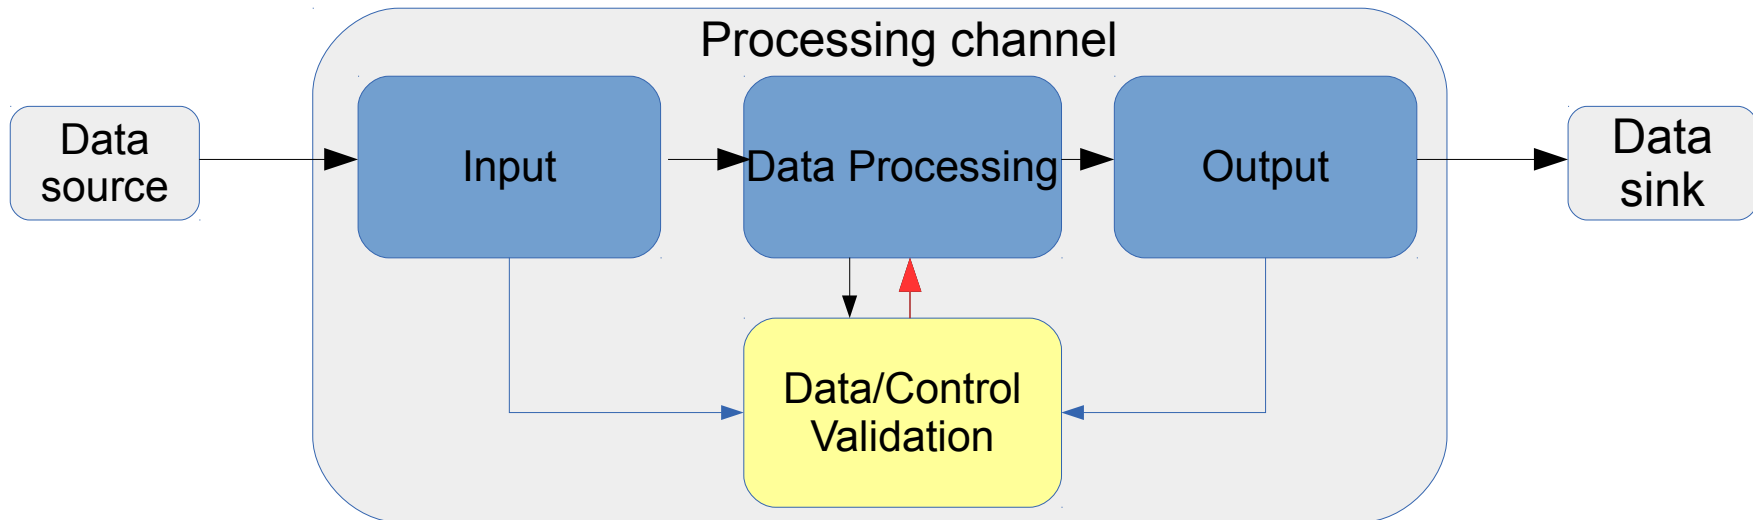 Processing channel
Data
source
Input
Data Processing
Output
Data
sink
Data/Control
Validation